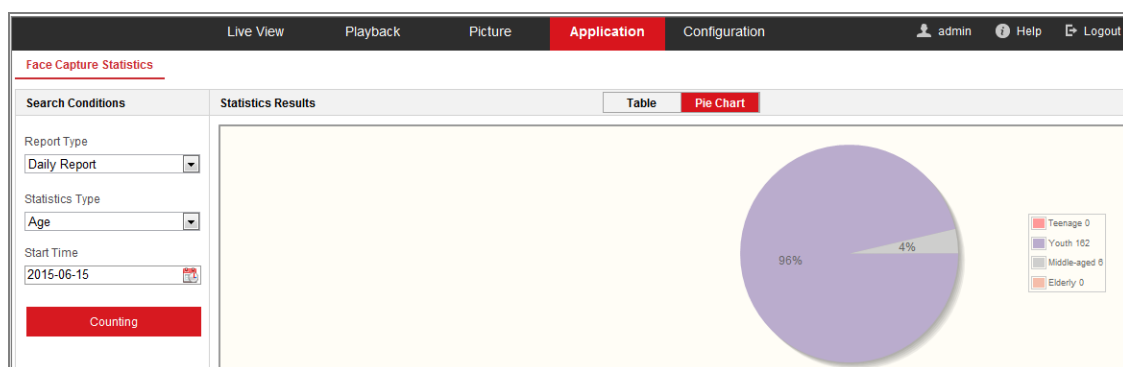 Live View Playback Picture Application Configuration admin Help Logout
Face Capture Statistics
Search Conditions Statistics Results Table Pie Chart
Report Type
Daily Report
Statistics Type
Age
Start Time
2015-06-15
Counting
96%
4%
Teenage 0
Youth 162
Middle-aged 6
Elderly 0